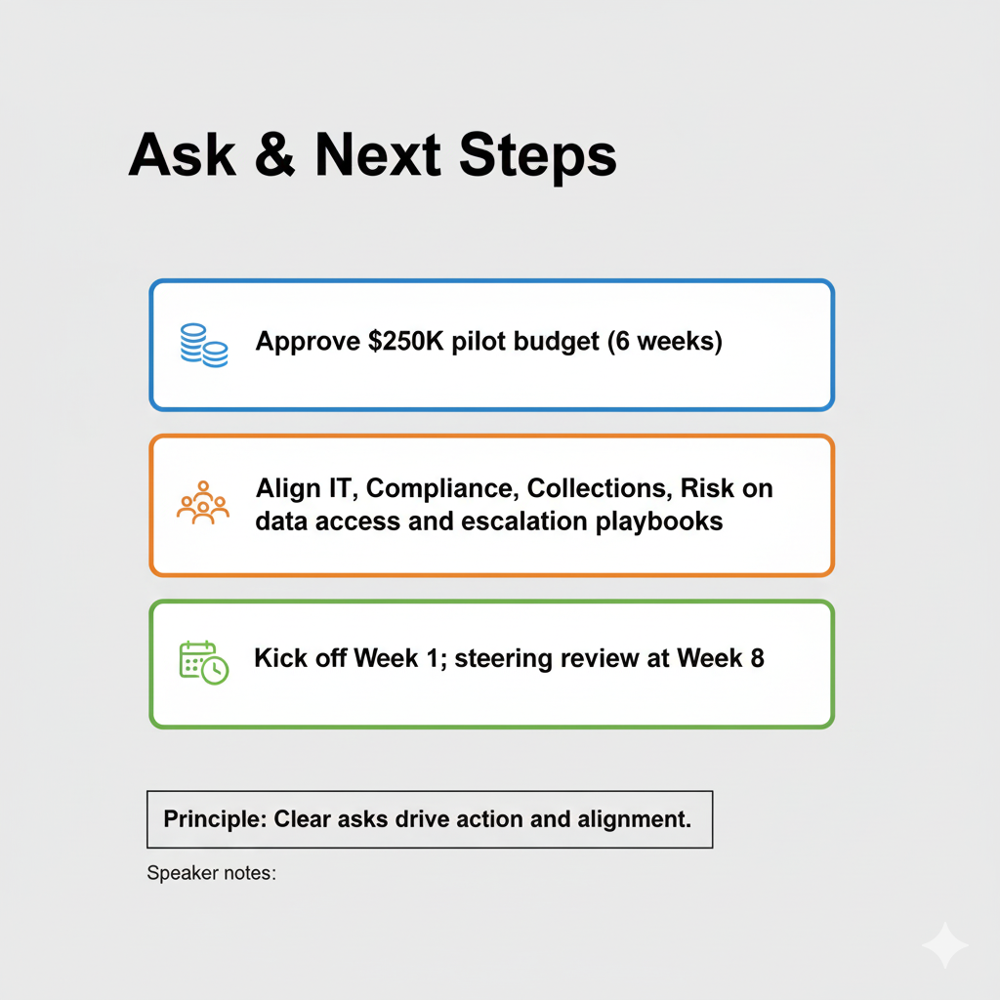 Ask & Next Steps
Approve $250K pilot budget (6 weeks)
Align IT, Compliance, Collections, Risk on
data access and escalation playbooks
Kick off Week 1; steering review at Week 8
Principle: Clear asks drive action and alignment.
Speaker notes: